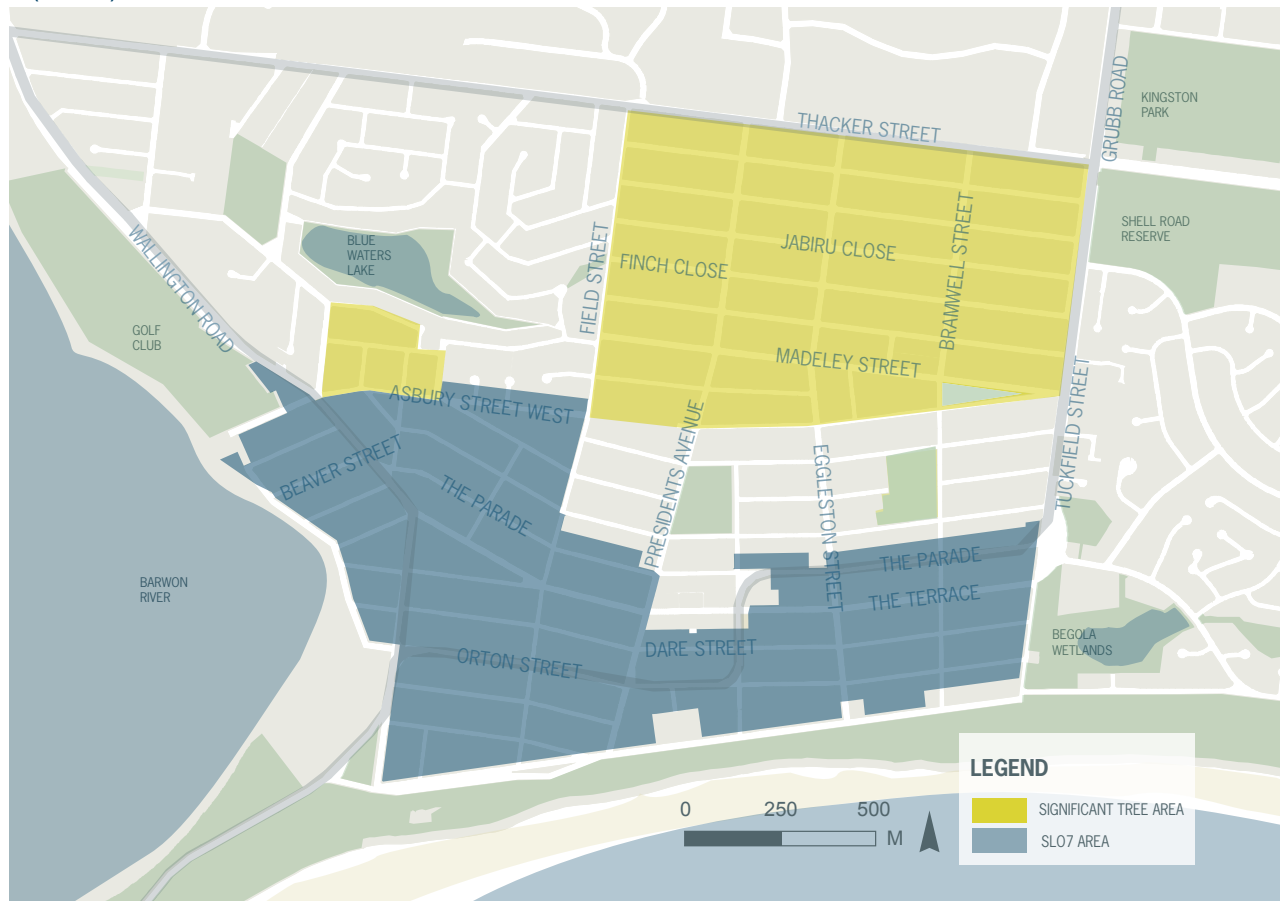 THACKER STREET
GRUBB ROAD
KINGSTON
PARK
SHELL ROAD
RESERVE
WALLINGTON ROAD
BLUE
WATERS
LAKE
FIELD STREET
FINCH CLOSE
JABIRU CLOSE
BRAMWELL STREET
GOLF
CLUB
MADELEY STREET
ASBURY STREET WEST
TUCKFIELD STREET
PRESIDENTS AVENUE
BEAVER STREET
THE PARADE
EGGLESTON STREET
THE PARADE
THE TERRACE
BARWON
RIVER
BEGOLA
WETLANDS
DARE STREET
ORTON STREET
LEGEND
SIGNIFICANT TREE AREA
SLO7 AREA
0 250 500
M